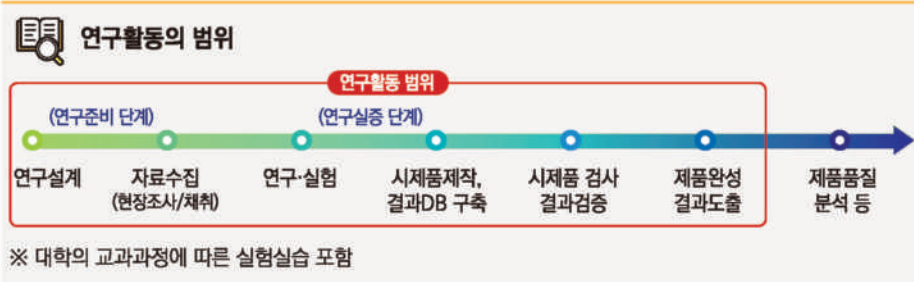 연구활동의 범위
연구활동 범위
(연구준비 단계)
(연구실증 단계)
연구설계
자료수집
(현장조사/채취)
연구·실험
시제품제작,
결과DB 구축
시제품 검사
결과검증
제품완성
결과도출
제품품질
분석 등
※ 대학의 교과과정에 따른 실험실습 포함